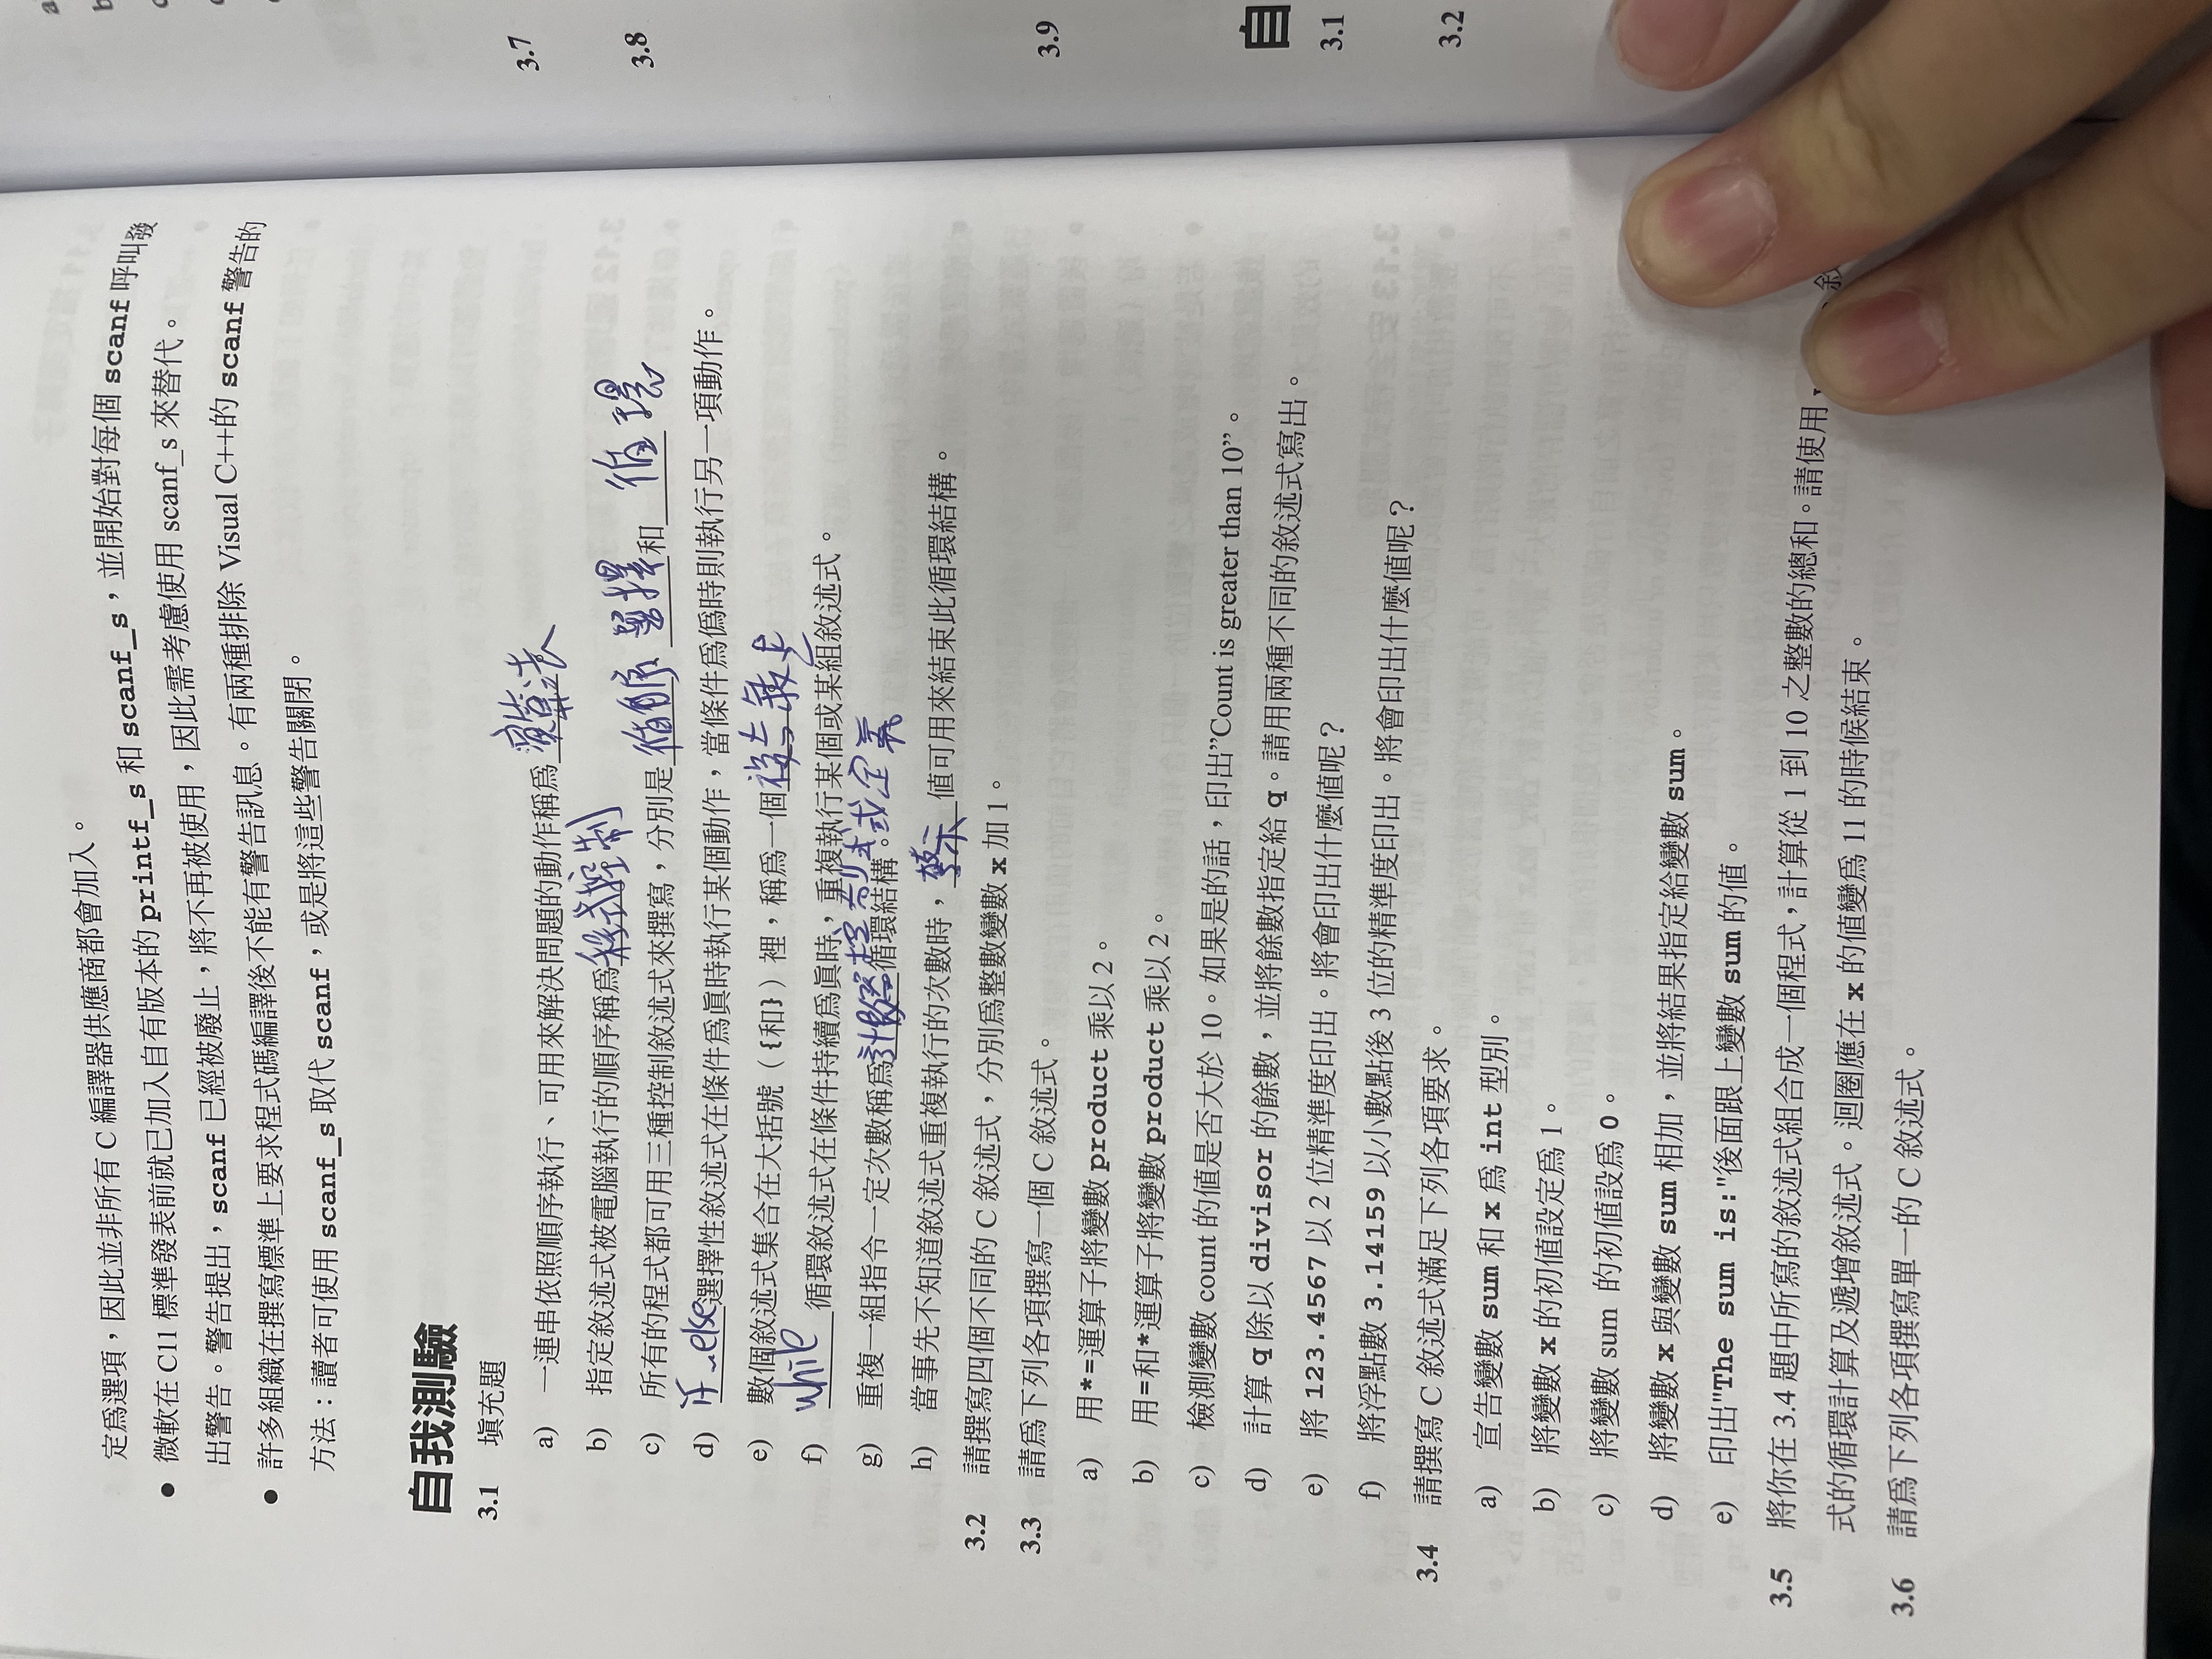 定為選項，因此並非所有 C 編譯器供應商都會加入。
● 微軟在 C11 標準發表前就已加入自有版本的 printf_s 和 scanf_s，並開始對每個 scanf 呼叫發
出警告。警告提出，scanf 已經被廢止，將不再被使用，因此需考慮使用 scanf_s 來替代。
● 許多組織在撰寫標準上要求程式碼編譯後不能有警告訊息。有兩種排除 Visual C++的 scanf 警告的
方法：讀者可使用 scanf_s 取代 scanf，或是將這些警告關閉。
自我測驗
3.1 填充題
a) 一連串依照順序執行、可用來解決問題的動作稱為演算法
b) 指定敘述式被電腦執行的順序稱為程式控制
c) 所有的程式都可用三種控制敘述式來撰寫，分別是循序 選擇和 循環
d) if...else選擇性敘述式在條件為真時執行某個動作，當條件為偽時則執行另一項動作。
e) 數個敘述式集合在大括號（{和}）裡，稱為一個
f) while循環敘述式在條件持續為真時，重複執行某個或某組敘述式。
g) 重複一組指令一定次數稱為計數器控制式或定義循環結構。
h) 當事先不知道敘述式重複執行的次數時，警示 值可用來結束此循環結構。
3.2 請撰寫四個不同的 C 敘述式，分別為整數變數 x 加 1。
3.3 請為下列各項撰寫一個 C 敘述式。
a) 用*=運算子將變數 product 乘以 2。
b) 用=和*運算子將變數 product 乘以 2。
c) 檢測變數 count 的值是否大於 10。如果是的話，印出”Count is greater than 10”。
d) 計算 q 除以 divisor 的餘數，並將餘數指定給 q。請用兩種不同的敘述式寫出。
e) 將 123.4567 以 2 位精準度印出。將會印出什麼值呢？
f) 將浮點數 3.14159 以小數點後 3 位的精準度印出。將會印出什麼值呢？
3.4 請撰寫 C 敘述式滿足下列各項要求。
a) 宣告變數 sum 和 x 為 int 型別。
b) 將變數 x 的初值設定為 1。
c) 將變數 sum 的初值設為 0。
d) 將變數 x 與變數 sum 相加，並將結果指定給變數 sum。
e) 印出"The sum is:"後面跟上變數 sum 的值。
3.5 將你在 3.4 題中所寫的敘述式組合成一個程式，計算從 1 到 10 之整數的總和。請使用 敘
式的循環計算及遞增敘述式。迴圈應在 x 的值變為 11 的時候結束。
3.6 請為下列各項撰寫單一的 C 敘述式。
3.7
3.8
3.9
自
3.1
3.2